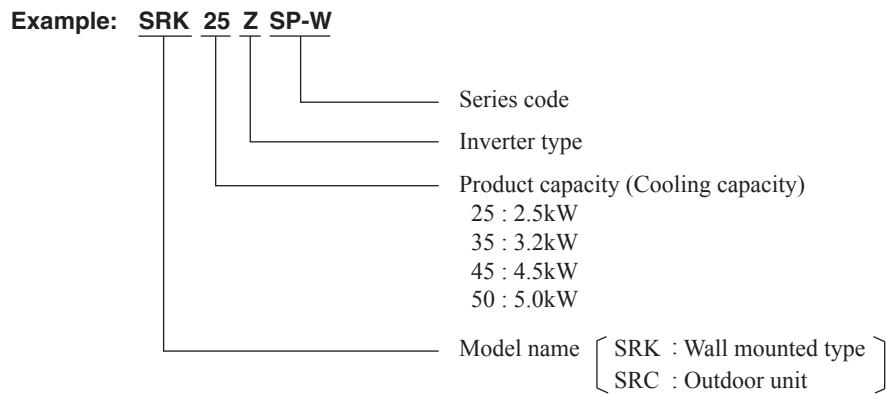 Example: SRK 25 Z SP-W
Series code
Inverter type
Product capacity (Cooling capacity)
25 : 2.5kW
35 : 3.2kW
45 : 4.5kW
50 : 5.0kW
Model name [ SRK : Wall mounted type
SRC : Outdoor unit ]